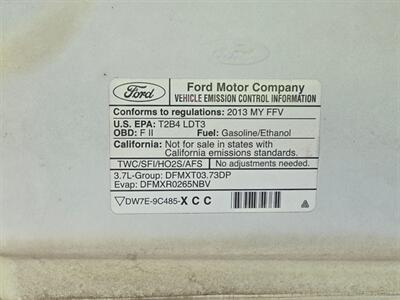 Ford
Ford
Ford Motor Company
VEHICLE EMISSION CONTROL INFORMATION
Conforms to regulations: 2013 MY FFV
U.S. EPA: T2B4 LDT3
OBD: F II Fuel: Gasoline/Ethanol
California: Not for sale in states with
California emissions standards.
TWC/SFI/HO2S/AFS No adjustments needed.
3.7L-Group: DFMXT03.73DP
Evap: DFMXR0265NBV
DW7E-9C485-XCC